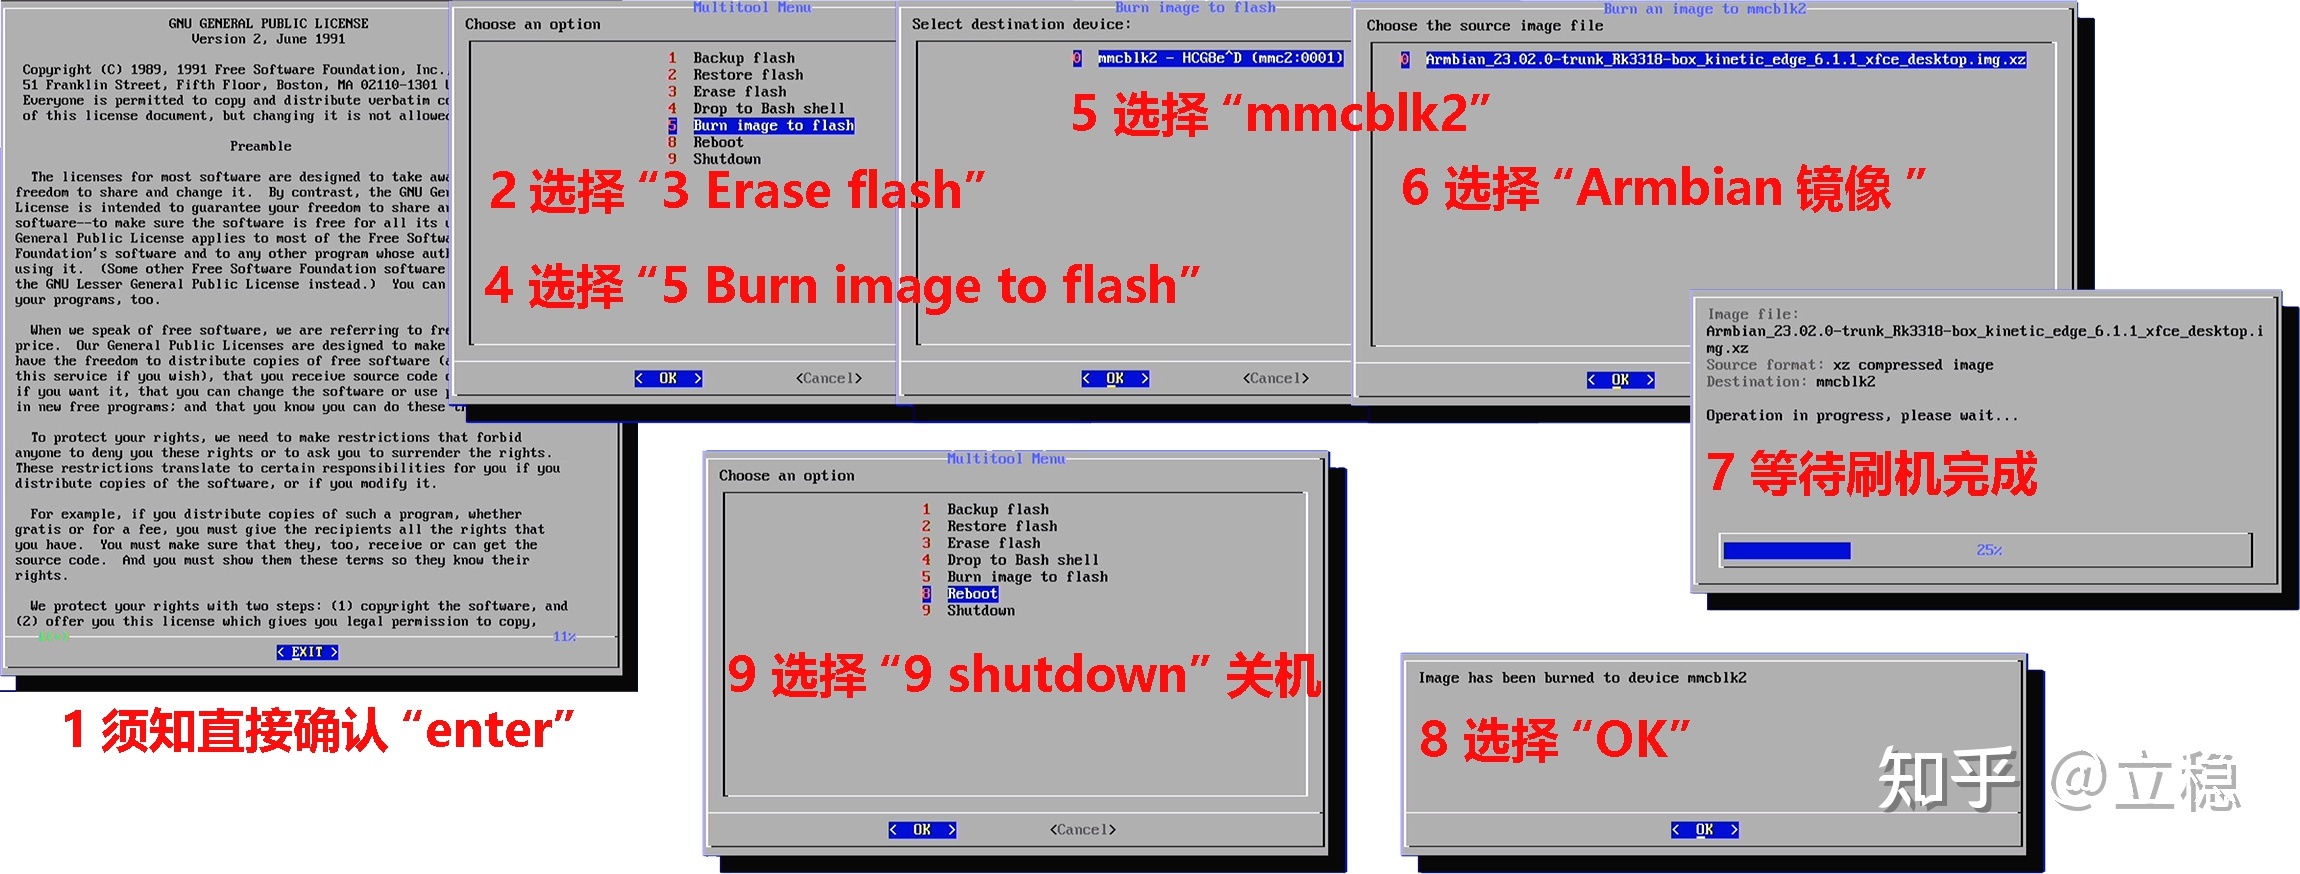 GNU GENERAL PUBLIC LICENSE
Version 2, June 1991
Copyright (C) 1989, 1991 Free Software Foundation, Inc.,
51 Franklin Street, Fifth Floor, Boston, MA 02110-1301
Everyone is permitted to copy and distribute verbatim
of this license document, but changing it is not allowed
Preamble
The licenses for most software are designed to take
freedom to share and change it. By contrast, the GNU
License is intended to guarantee your freedom to share
software--to make sure the software is free for all its
General Public License applies to most of the Free
Foundation's software and to any other program whose
using it. (Some other Free Software Foundation software
the GNU Lesser General Public License instead.) You can
your programs, too.
When we speak of free software, we are referring to
price. Our General Public Licenses are designed to make
have the freedom to distribute copies of free software
this service if you wish), that you receive source code
if you want it, that you can change the software or use
in new free programs; and that you know you can do these
To protect your rights, we need to make restrictions that forbid
anyone to deny you these rights or to ask you to surrender the rights.
These restrictions translate to certain responsibilities for you if you
distribute copies of the software, or if you modify it.
For example, if you distribute copies of such a program, whether
gratis or for a fee, you must give the recipients all the rights that
you have. You must make sure that they, too, receive or can get the
source code. And you must show them these terms so they know their
rights.
We protect your rights with two steps: (1) copyright the software, and
(2) offer you this license which gives you legal permission to copy,
11%
< EXIT >
1 须知直接确认 “enter”
Multitool Menu
Choose an option
1 Backup flash
2 Restore flash
3 Erase flash
4 Drop to Bash shell
5 Burn image to flash
8 Reboot
9 Shutdown
2 选择 “3 Erase flash”
4 选择 “5 Burn image to flash”
< OK > <Cancel>
Burn image to flash
Select destination device:
0 mmcblk2 - HCG8e^D (mmc2:0001)
5 选择 “mmcblk2”
< OK > <Cancel>
Burn an image to mmcblk2
Choose the source image file
0 Armbian_23.02.0-trunk_Rk3318-box_kinetic_edge_6.1.1_xfce_desktop.img.xz
6 选择 “Armbian 镜像 ”
< OK >
Image file:
Armbian_23.02.0-trunk_Rk3318-box_kinetic_edge_6.1.1_xfce_desktop.i
mg.xz
Source format: xz compressed image
Destination: mmcblk2
Operation in progress, please wait...
7 等待刷机完成
25%
Multitool Menu
Choose an option
1 Backup flash
2 Restore flash
3 Erase flash
4 Drop to Bash shell
5 Burn image to flash
8 Reboot
9 Shutdown
9 选择 “9 shutdown” 关机
< OK > <Cancel>
Image has been burned to device mmcblk2
8 选择 “OK”
< OK >
知乎 @立稳